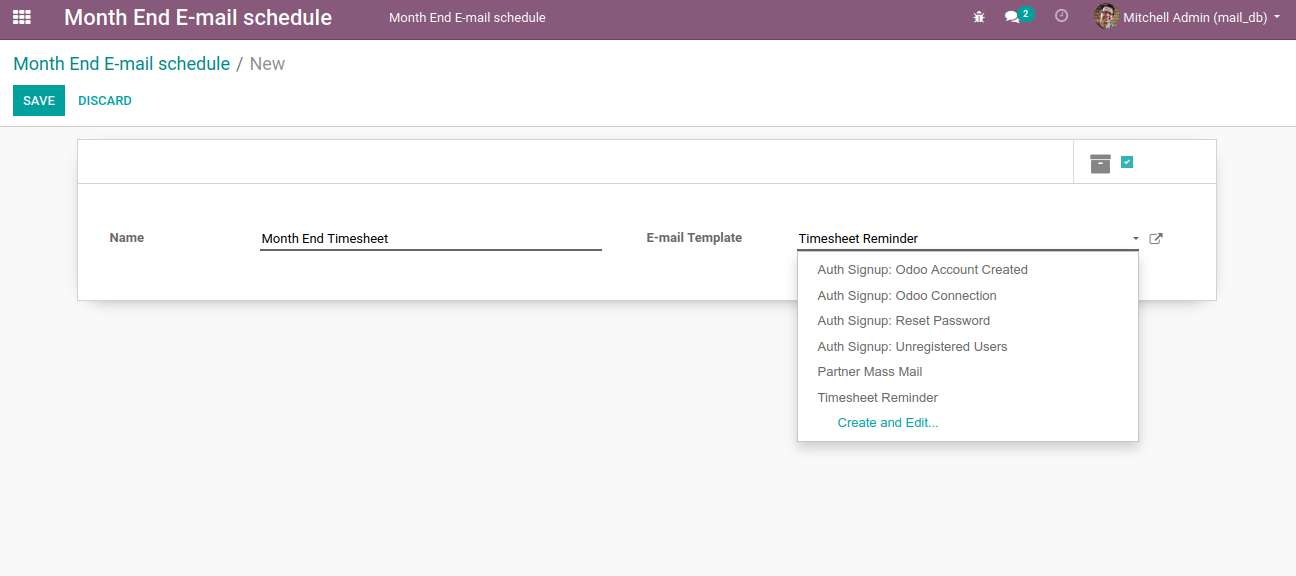 Month End E-mail schedule Month End E-mail schedule 2 Mitchell Admin (mail_db)
Month End E-mail schedule / New
SAVE DISCARD
Name Month End Timesheet E-mail Template Timesheet Reminder
Auth Signup: Odoo Account Created
Auth Signup: Odoo Connection
Auth Signup: Reset Password
Auth Signup: Unregistered Users
Partner Mass Mail
Timesheet Reminder
Create and Edit...